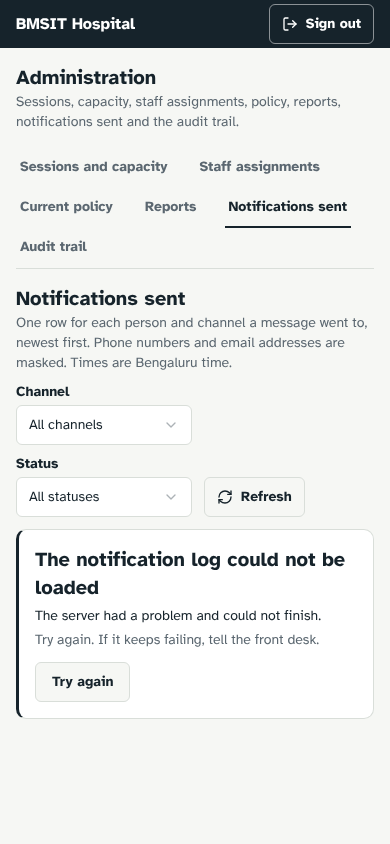 BMSIT Hospital
Sign out
Administration
Sessions, capacity, staff assignments, policy, reports,
notifications sent and the audit trail.
Sessions and capacity
Staff assignments
Current policy
Reports
Notifications sent
Audit trail
Notifications sent
One row for each person and channel a message went to,
newest first. Phone numbers and email addresses are
masked. Times are Bengaluru time.
Channel
All channels
Status
All statuses
Refresh
The notification log could not be
loaded
The server had a problem and could not finish.
Try again. If it keeps failing, tell the front desk.
Try again